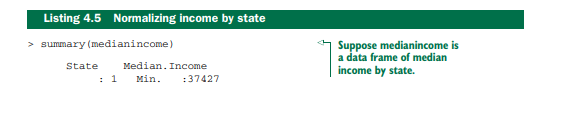 Listing 4.5 Normalizing income by state
> summary(medianincome)
State Median.Income
: 1 Min. :37427
Suppose medianincome is
a data frame of median
income by state.